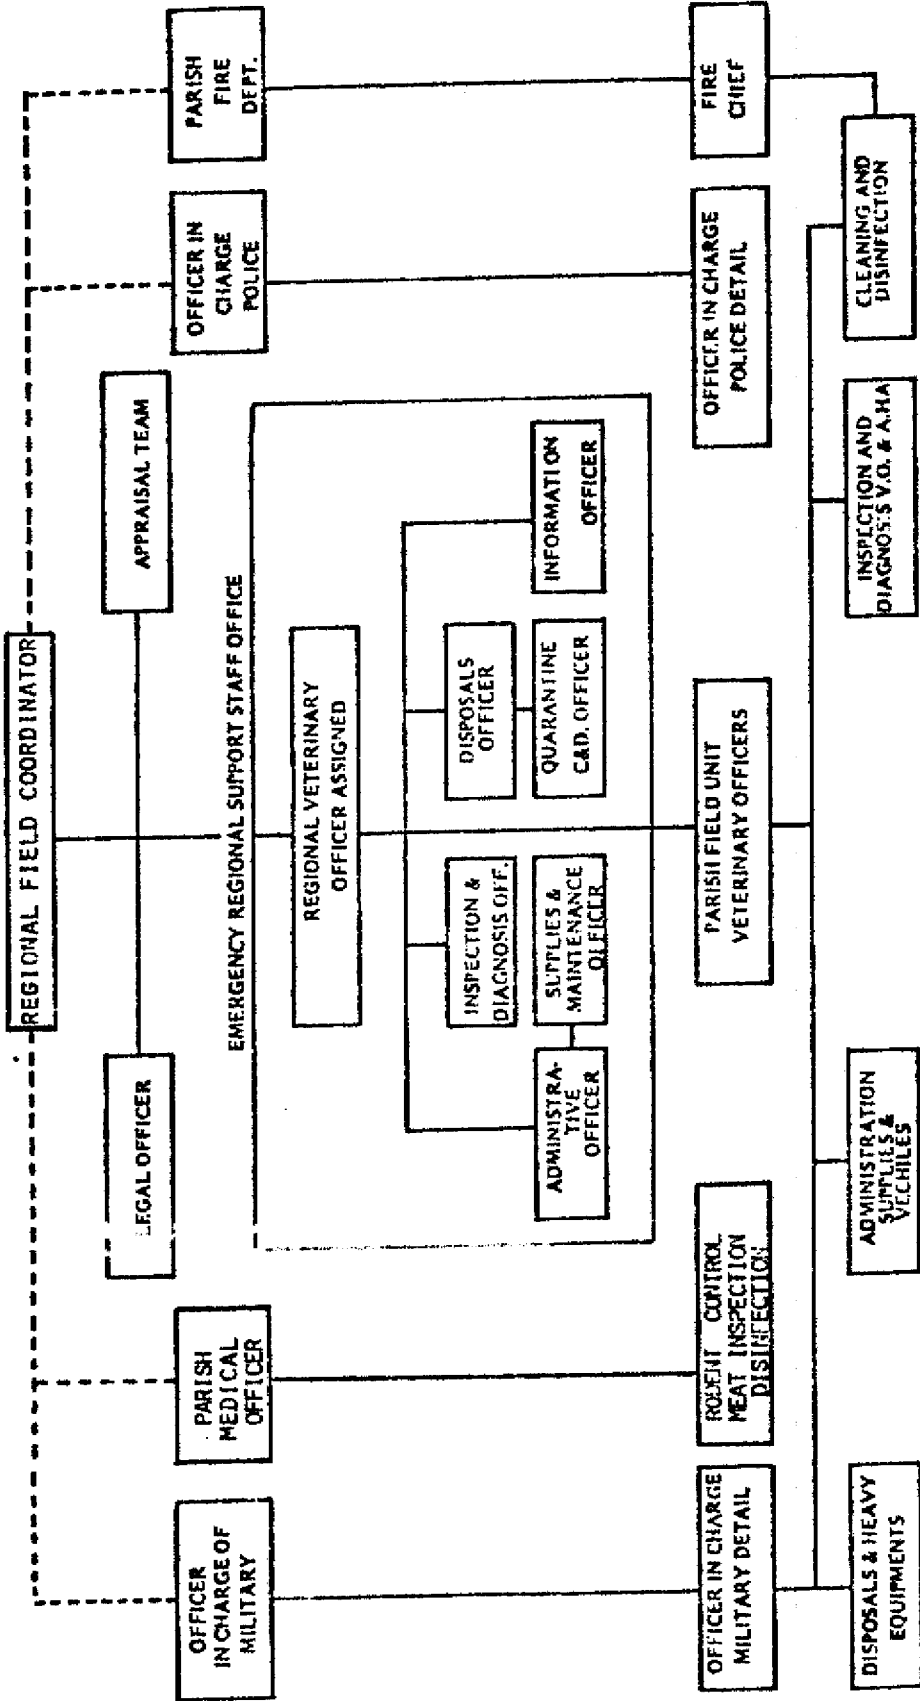 REGIONAL FIELD COORDINATOR
LEGAL OFFICER
APPRAISAL TEAM
OFFICER
IN CHARGE OF
MILITARY
PARISH
MEDICAL
OFFICER
OFFICER IN
CHARGE
POLICE
PARISH
FIRE
DEPT.
EMERGENCY REGIONAL SUPPORT STAFF OFFICE
REGIONAL VETERINARY
OFFICER ASSIGNED
INSPECTION &
DIAGNOSIS OFF.
DISPOSALS
OFFICER
ADMINISTRA-
TIVE
OFFICER
SUPPLIES &
MAINTENANCE
OFFICER
QUARANTINE
C&D. OFFICER
INFORMATION
OFFICER
OFFICER IN CHARGE
MILITARY DETAIL
RODENT CONTROL
MEAT INSPECTION
DISINFECTION
PARISH FIELD UNIT
VETERINARY OFFICERS
OFFICER IN CHARGE
POLICE DETAIL
FIRE
CHIEF
DISPOSALS & HEAVY
EQUIPMENTS
ADMINISTRATION
SUPPLIES &
VECHILES
INSPECTION AND
DIAGNOSIS V.O. & A.HA
CLEANING AND
DISINFECTION